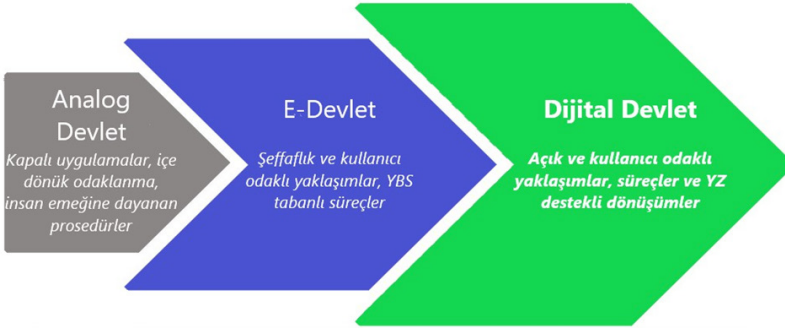 Analog
Devlet
Kapalı uygulamalar, içe
dönük odaklanma,
insan emeğine dayanan
prosedürler
E-Devlet
Şeffaflık ve kullanıcı
odaklı yaklaşımlar, YBS
tabanlı süreçler
Dijital Devlet
Açık ve kullanıcı odaklı
yaklaşımlar, süreçler ve YZ
destekli dönüşümler